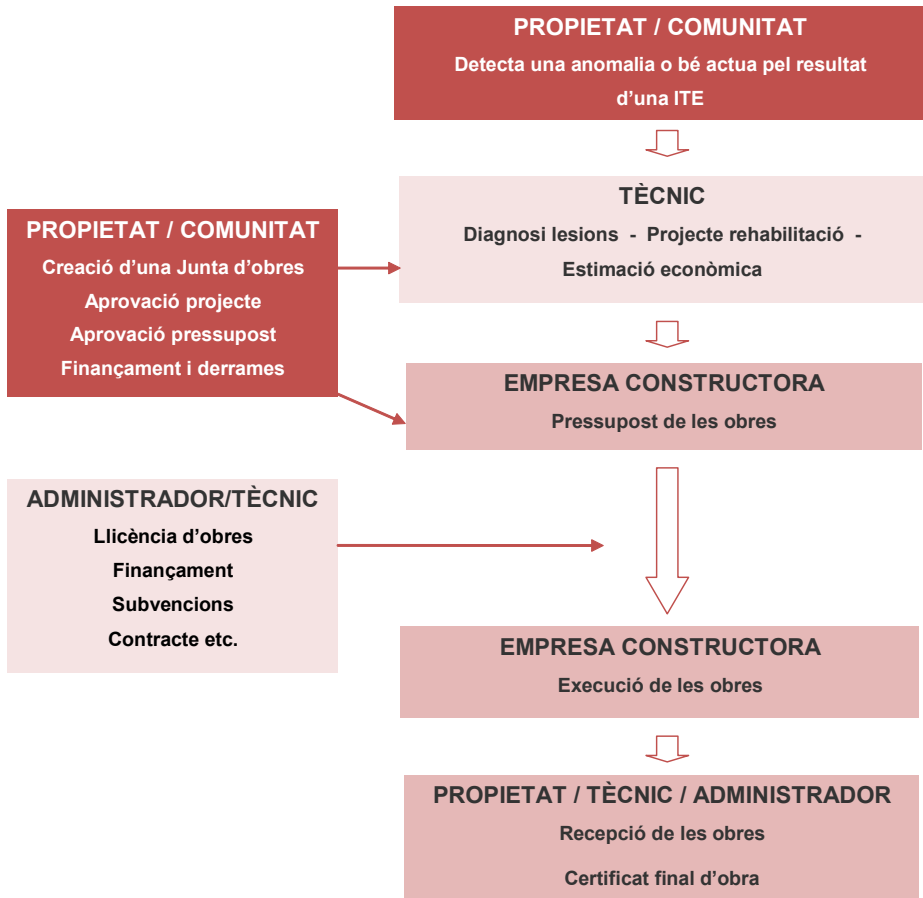 PROPIETAT / COMUNITAT
Detecta una anomalia o bé actua pel resultat
d’una ITE
TÈCNIC
Diagnosi lesions - Projecte rehabilitació -
Estimació econòmica
PROPIETAT / COMUNITAT
Creació d’una Junta d’obres
Aprovació projecte
Aprovació pressupost
Finançament i derrames
EMPRESA CONSTRUCTORA
Pressupost de les obres
ADMINISTRADOR/TÈCNIC
Llicència d’obres
Finançament
Subvencions
Contracte etc.
EMPRESA CONSTRUCTORA
Execució de les obres
PROPIETAT / TÈCNIC / ADMINISTRADOR
Recepció de les obres
Certificat final d’obra